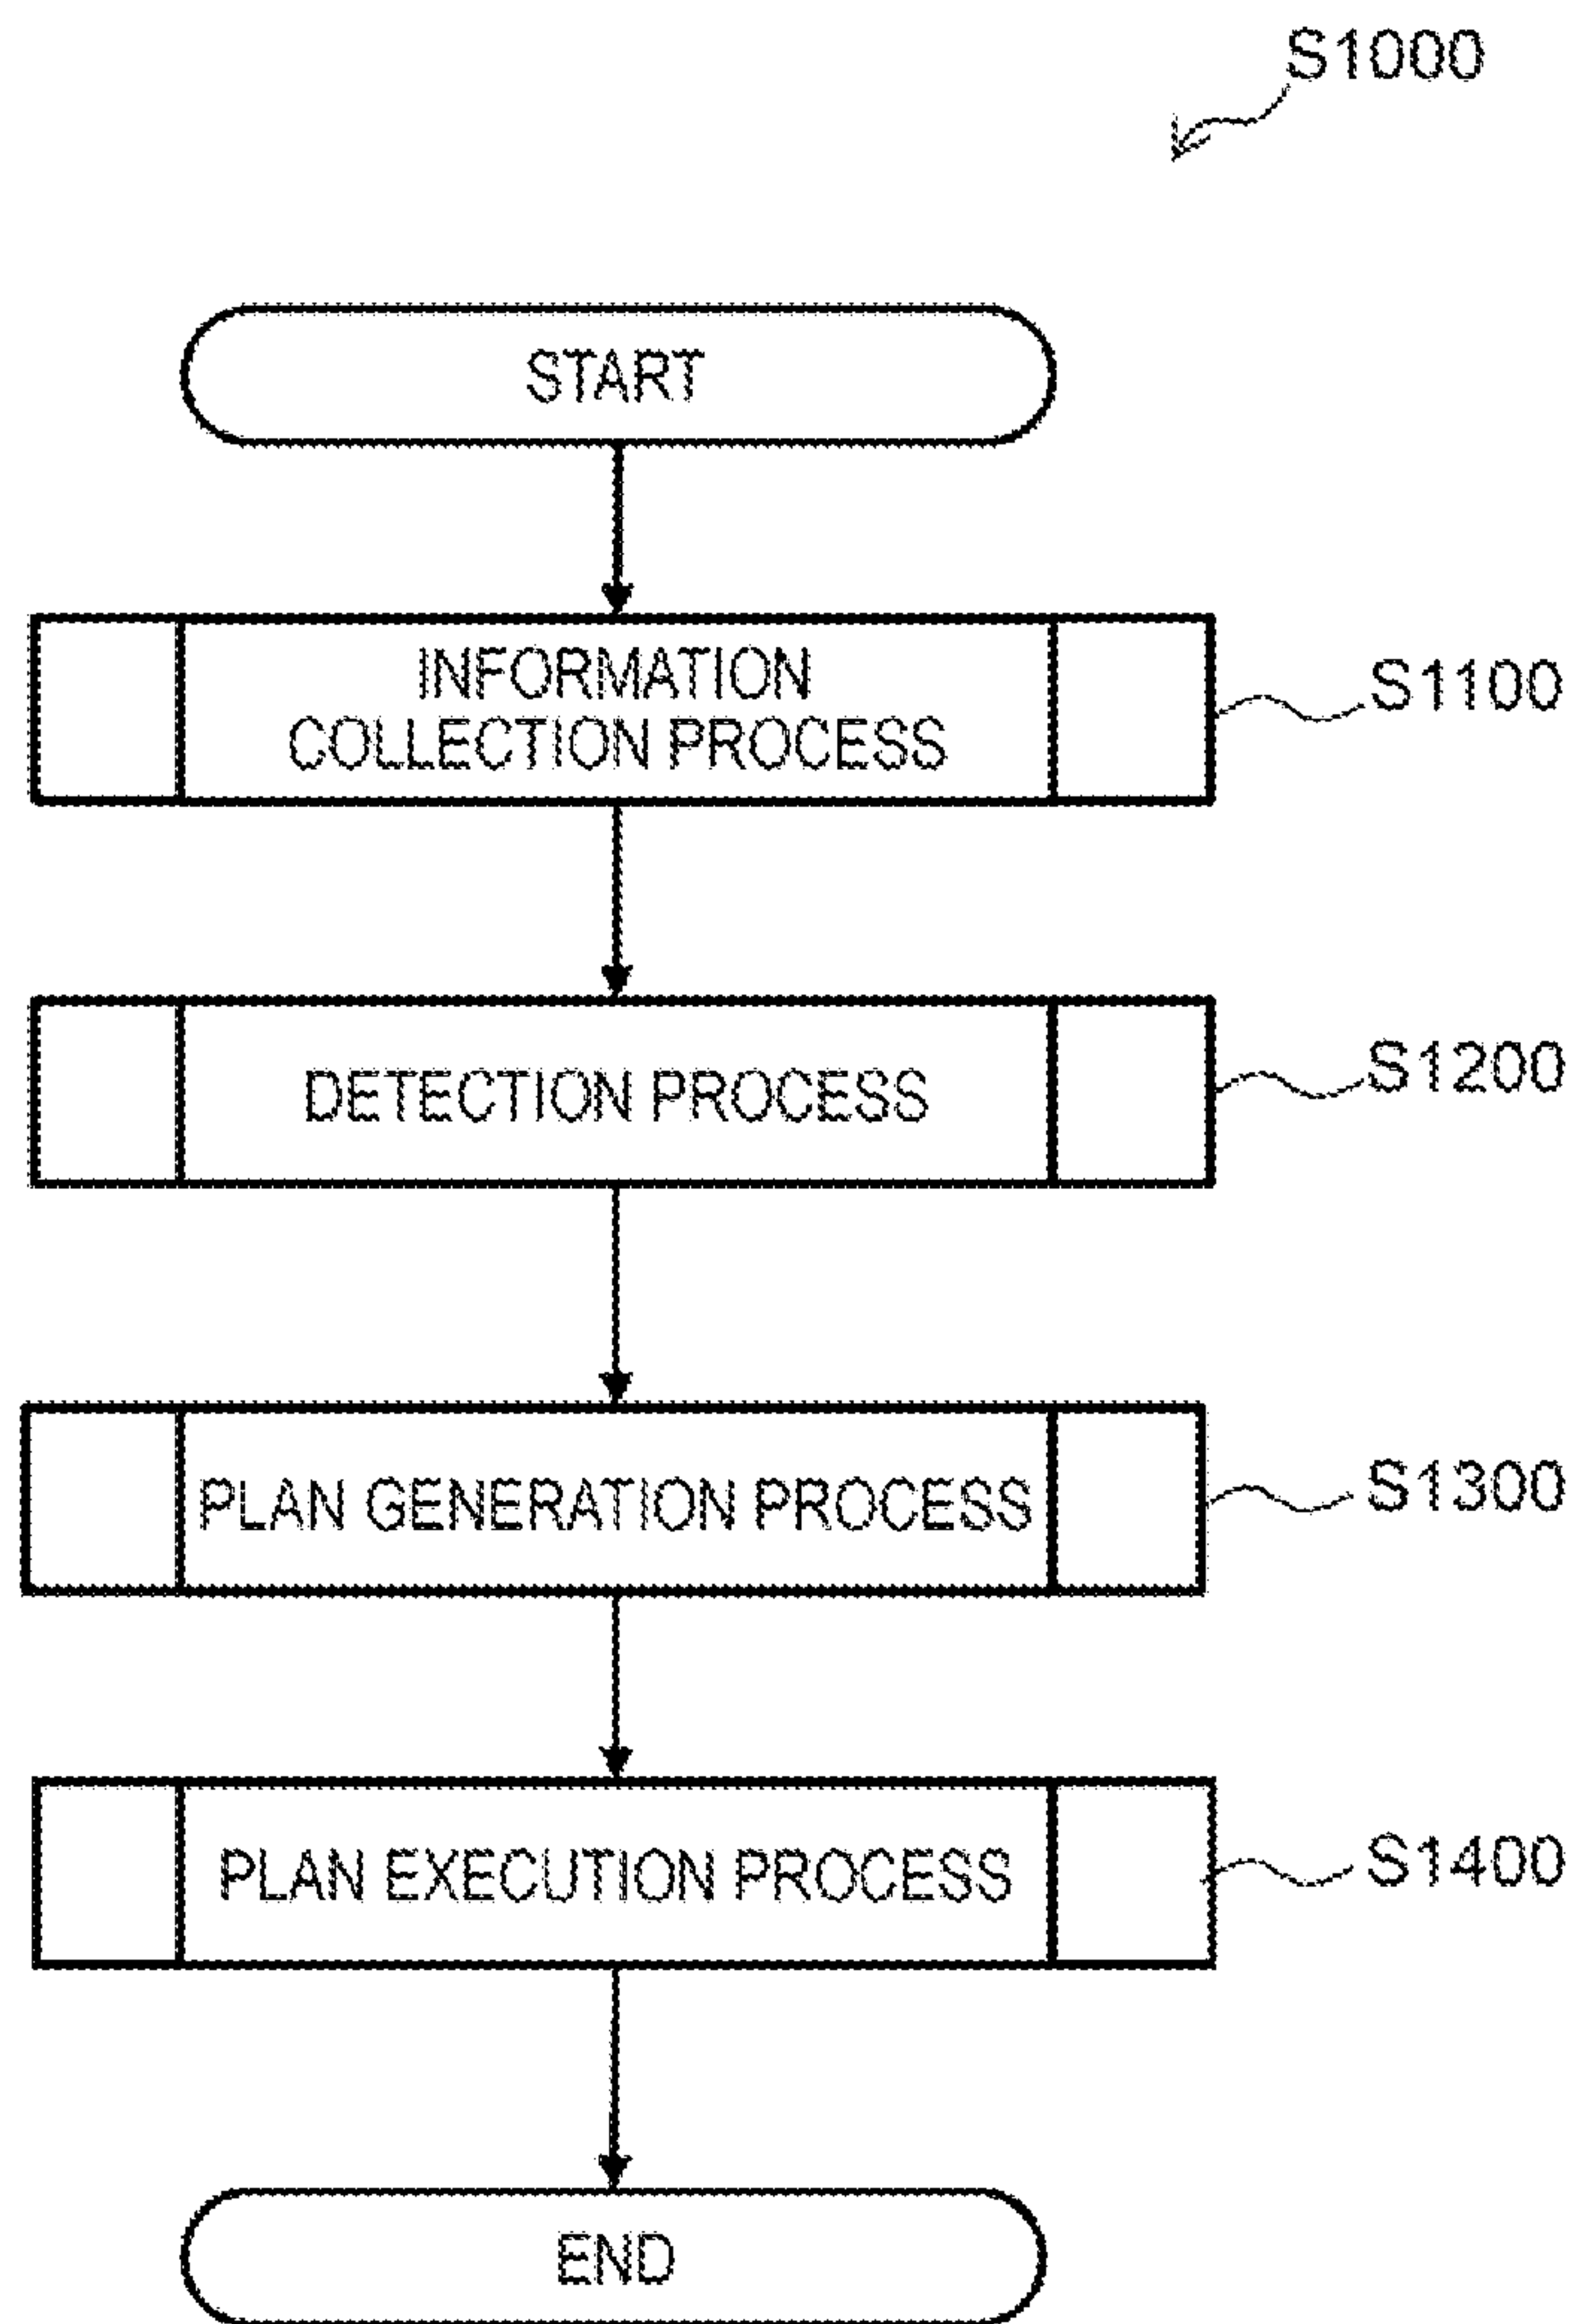 S1000
START
INFORMATION
COLLECTION PROCESS
S1100
DETECTION PROCESS
S1200
PLAN GENERATION PROCESS
S1300
PLAN EXECUTION PROCESS
S1400
END